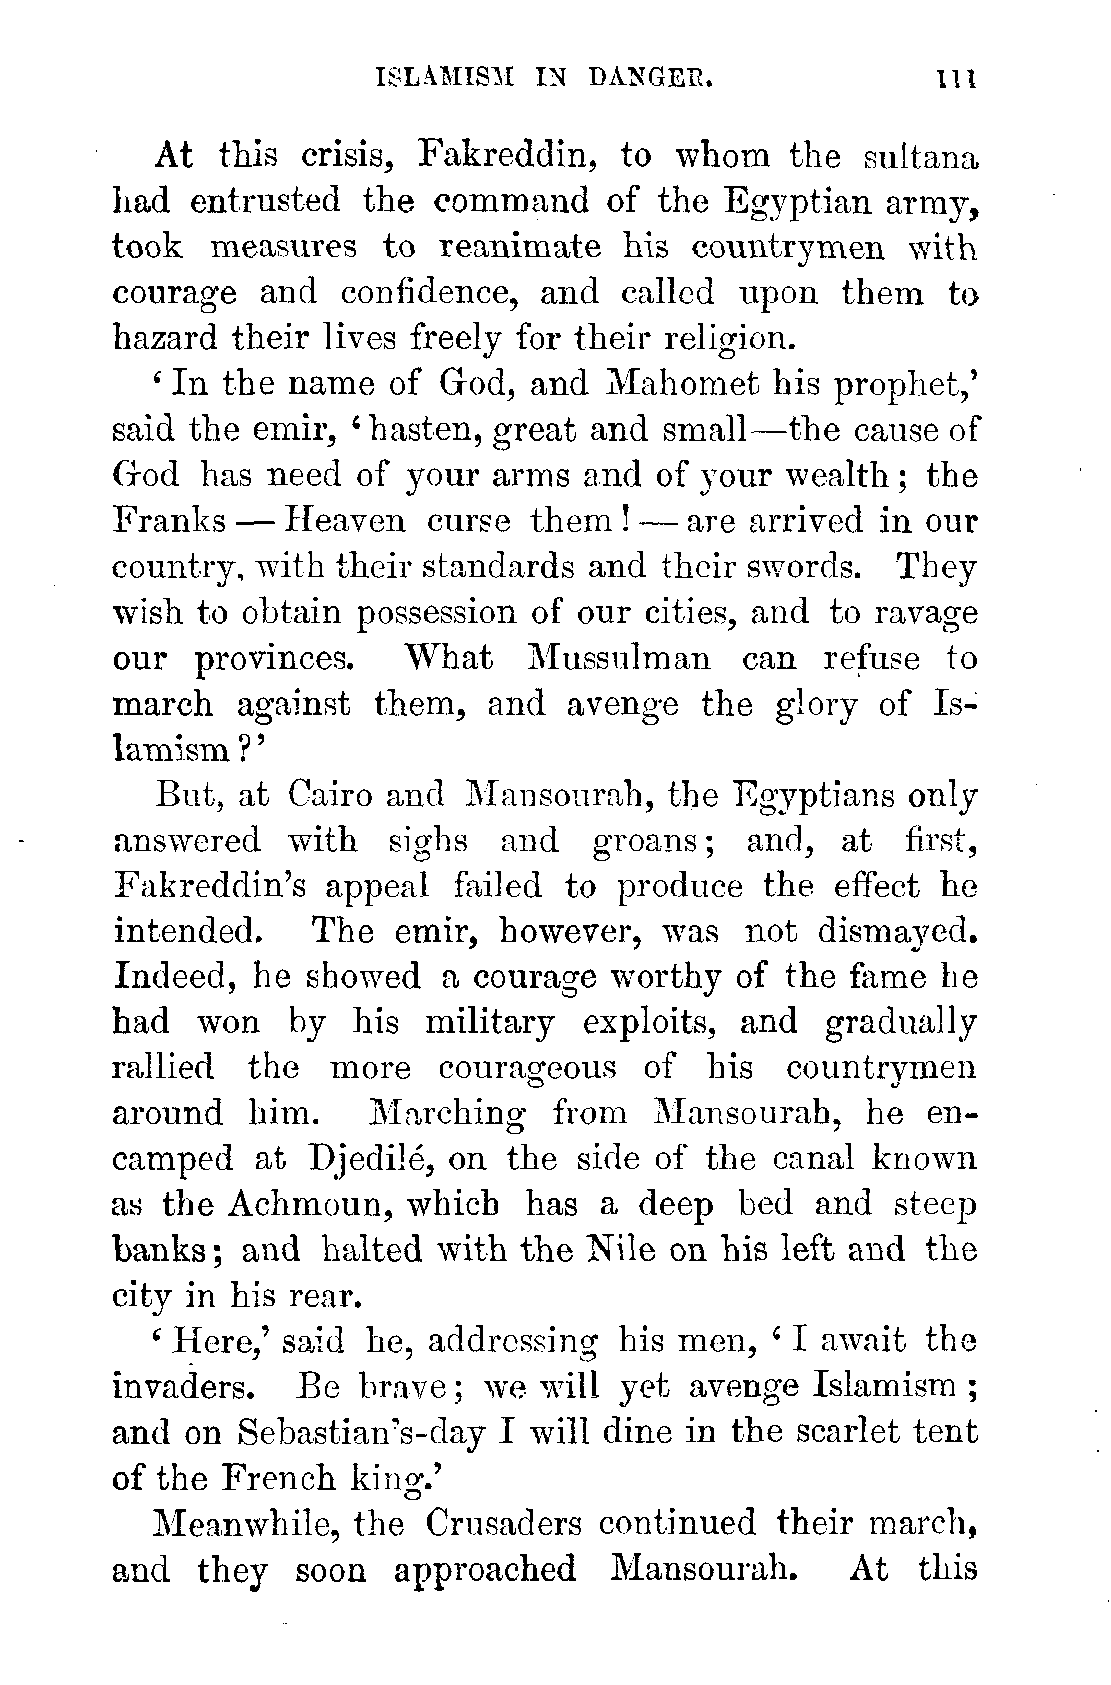 ISLAMISM IN DANGER. 111
At this crisis, Fakreddin, to whom the sultana
had entrusted the command of the Egyptian army,
took measures to reanimate his countrymen with
courage and confidence, and called upon them to
hazard their lives freely for their religion.
‘ In the name of God, and Mahomet his prophet,’
said the emir, ‘ hasten, great and small—the cause of
God has need of your arms and of your wealth ; the
Franks — Heaven curse them ! — are arrived in our
country, with their standards and their swords. They
wish to obtain possession of our cities, and to ravage
our provinces. What Mussulman can refuse to
march against them, and avenge the glory of Is-
lamism ? ’
But, at Cairo and Mansourah, the Egyptians only
answered with sighs and groans ; and, at first,
Fakreddin’s appeal failed to produce the effect he
intended. The emir, however, was not dismayed.
Indeed, he showed a courage worthy of the fame he
had won by his military exploits, and gradually
rallied the more courageous of his countrymen
around him. Marching from Mansourah, he en-
camped at Djedilé, on the side of the canal known
as the Achmoun, which has a deep bed and steep
banks ; and halted with the Nile on his left and the
city in his rear.
‘ Here,’ said he, addressing his men, ‘ I await the
invaders. Be brave ; we will yet avenge Islamism ;
and on Sebastian’s-day I will dine in the scarlet tent
of the French king.’
Meanwhile, the Crusaders continued their march,
and they soon approached Mansourah. At this